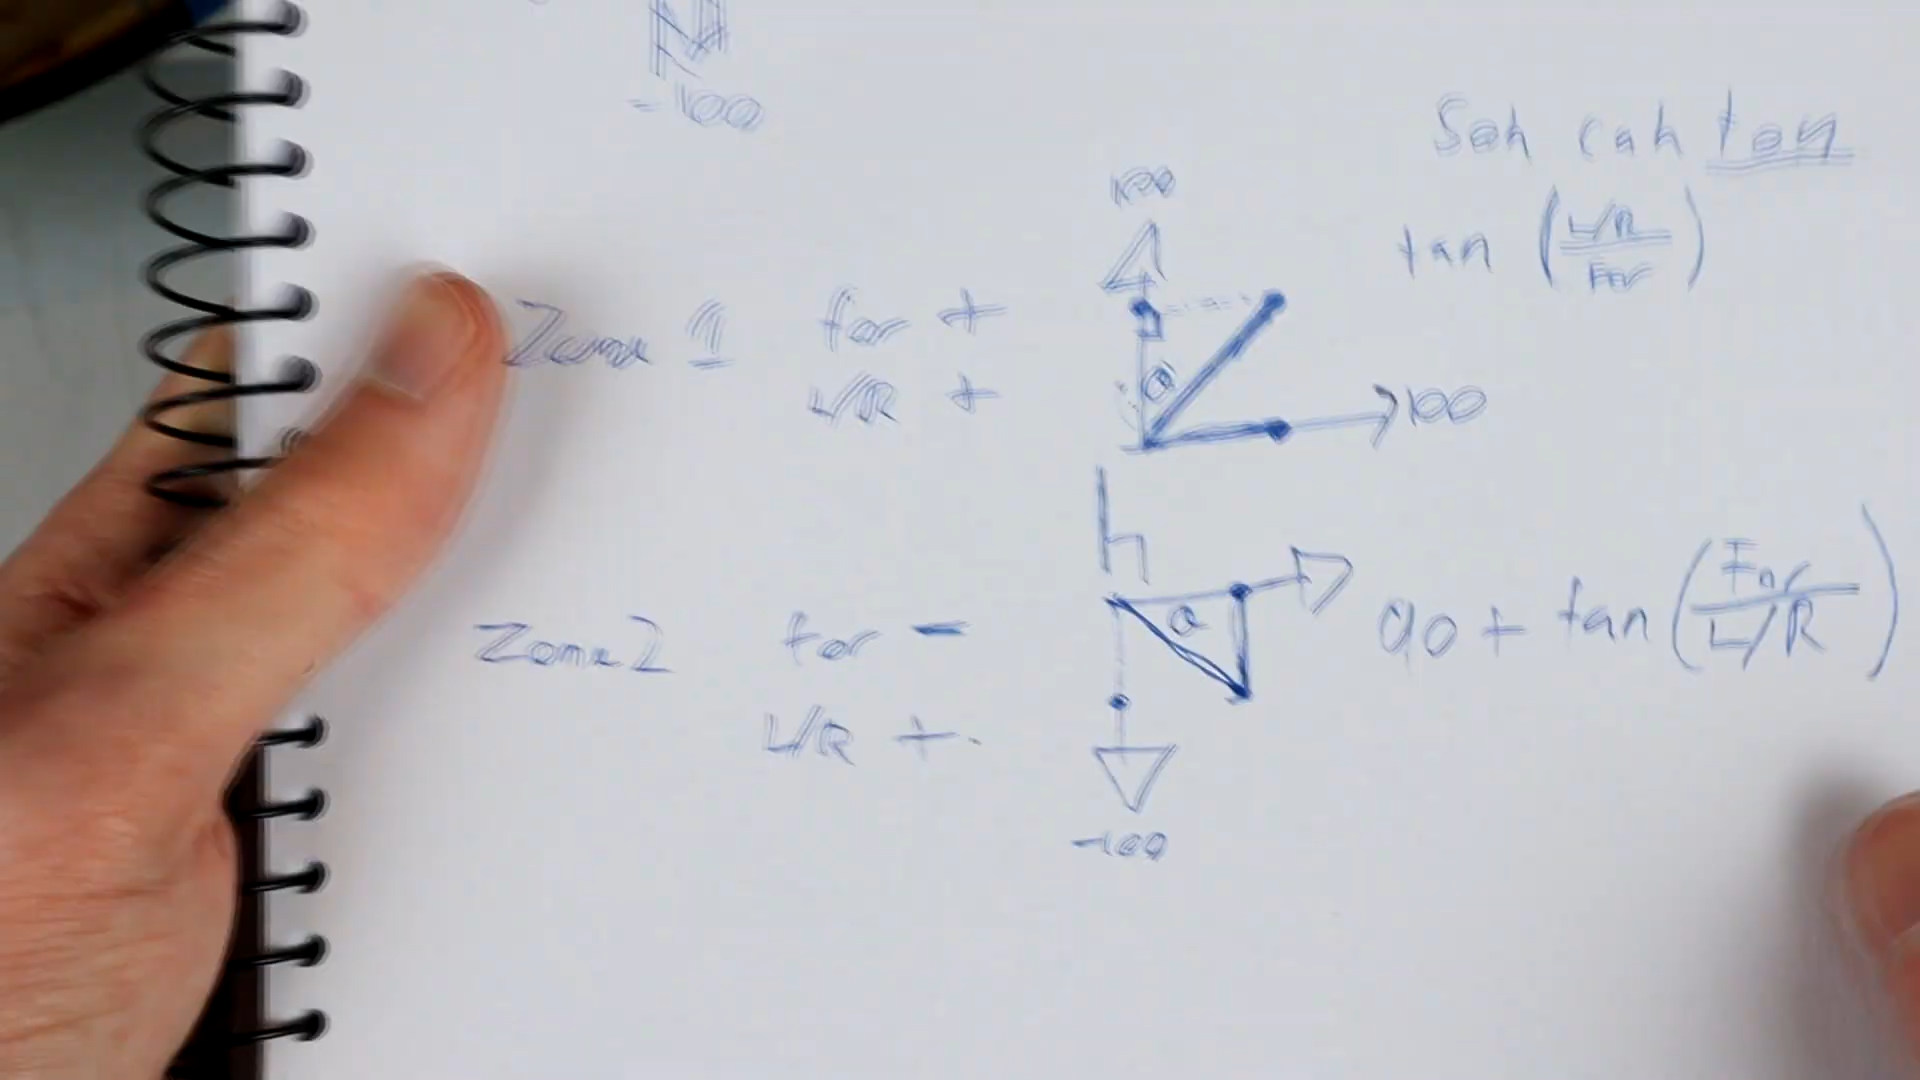 -100
Soh cah toa
100
tan (L/R / For)
Zone 1 for +
L/R +
θ
100
h
Zone 2 for -
θ
90 + tan (For / L/R)
L/R +
-100